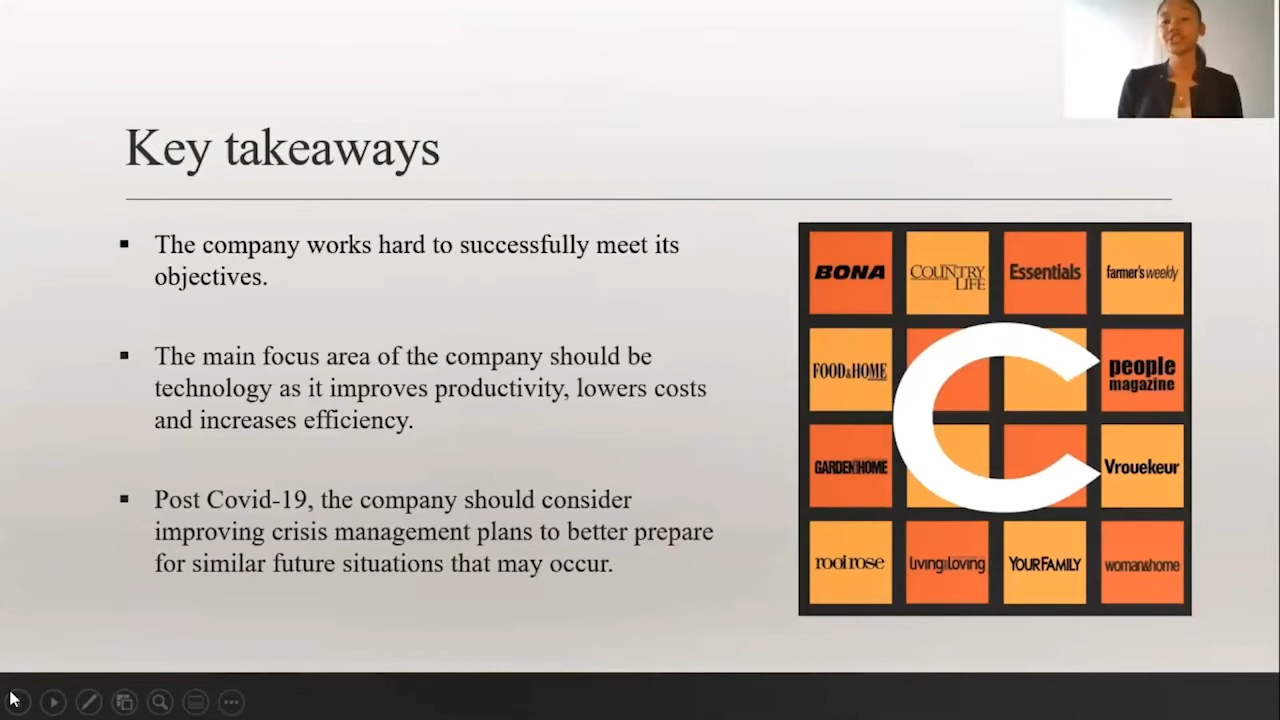 Key takeaways
▪ The company works hard to successfully meet its
objectives.
▪ The main focus area of the company should be
technology as it improves productivity, lowers costs
and increases efficiency.
▪ Post Covid-19, the company should consider
improving crisis management plans to better prepare
for similar future situations that may occur.
BONA
COUNTRY
LIFE
Essentials
farmer's weekly
FOOD&HOME
C
people
magazine
GARDEN HOME
Vrouekeur
rooi rose
living loving
YOUR FAMILY
woman&home